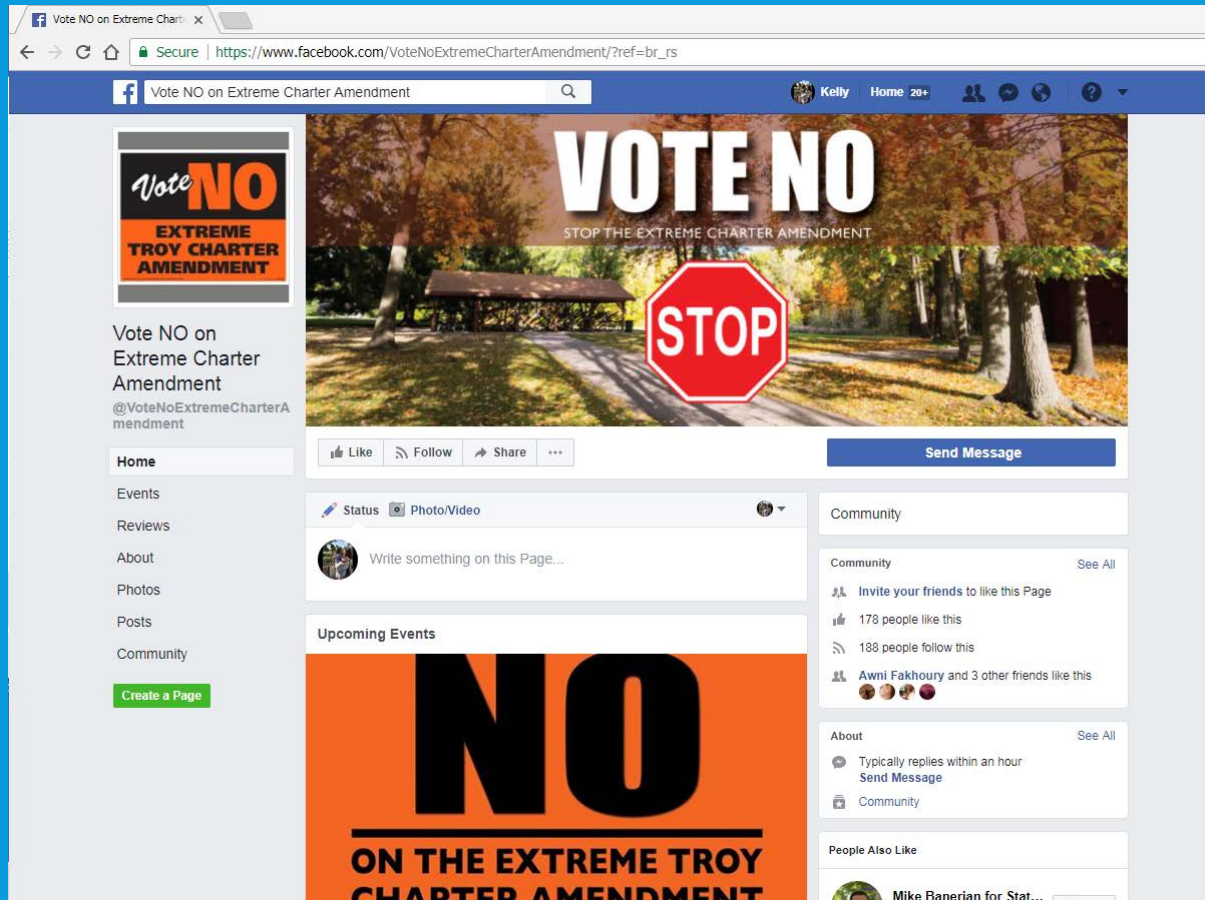 Vote NO on Extreme Chart
Secure | https://www.facebook.com/VoteNoExtremeCharterAmendment/?ref=br_rs
Vote NO on Extreme Charter Amendment
Kelly Home 20+
Vote NO
EXTREME
TROY CHARTER
AMENDMENT
VOTE NO
STOP THE EXTREME CHARTER AMENDMENT
STOP
Vote NO on
Extreme Charter
Amendment
@VoteNoExtremeCharterA
mendment
Home
Events
Reviews
About
Photos
Posts
Community
Create a Page
Like Follow Share ...
Send Message
Status Photo/Video
Write something on this Page...
Upcoming Events
NO
ON THE EXTREME TROY
CHARTER AMENDMENT
Community
Community See All
Invite your friends to like this Page
178 people like this
188 people follow this
Awni Fakhoury and 3 other friends like this
About See All
Typically replies within an hour
Send Message
Community
People Also Like
Mike Banerian for Stat...